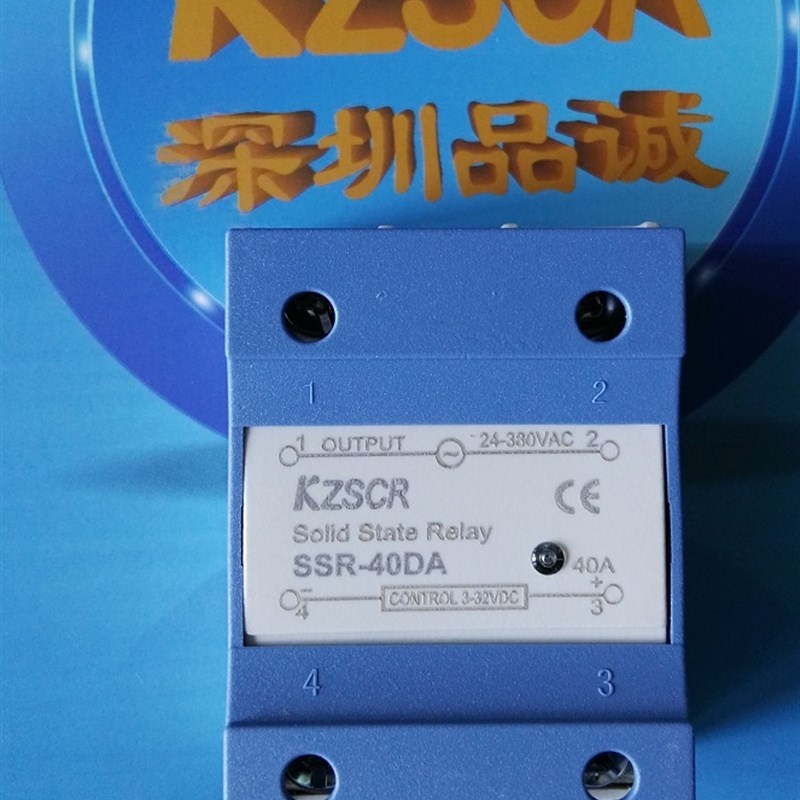 KZSCR
深圳品诚
1 2
1 OUTPUT ~ 24-380VAC 2
KZSCR CE
Solid State Relay
SSR-40DA 40A
- +
4 CONTROL 3-32VDC 3
4 3